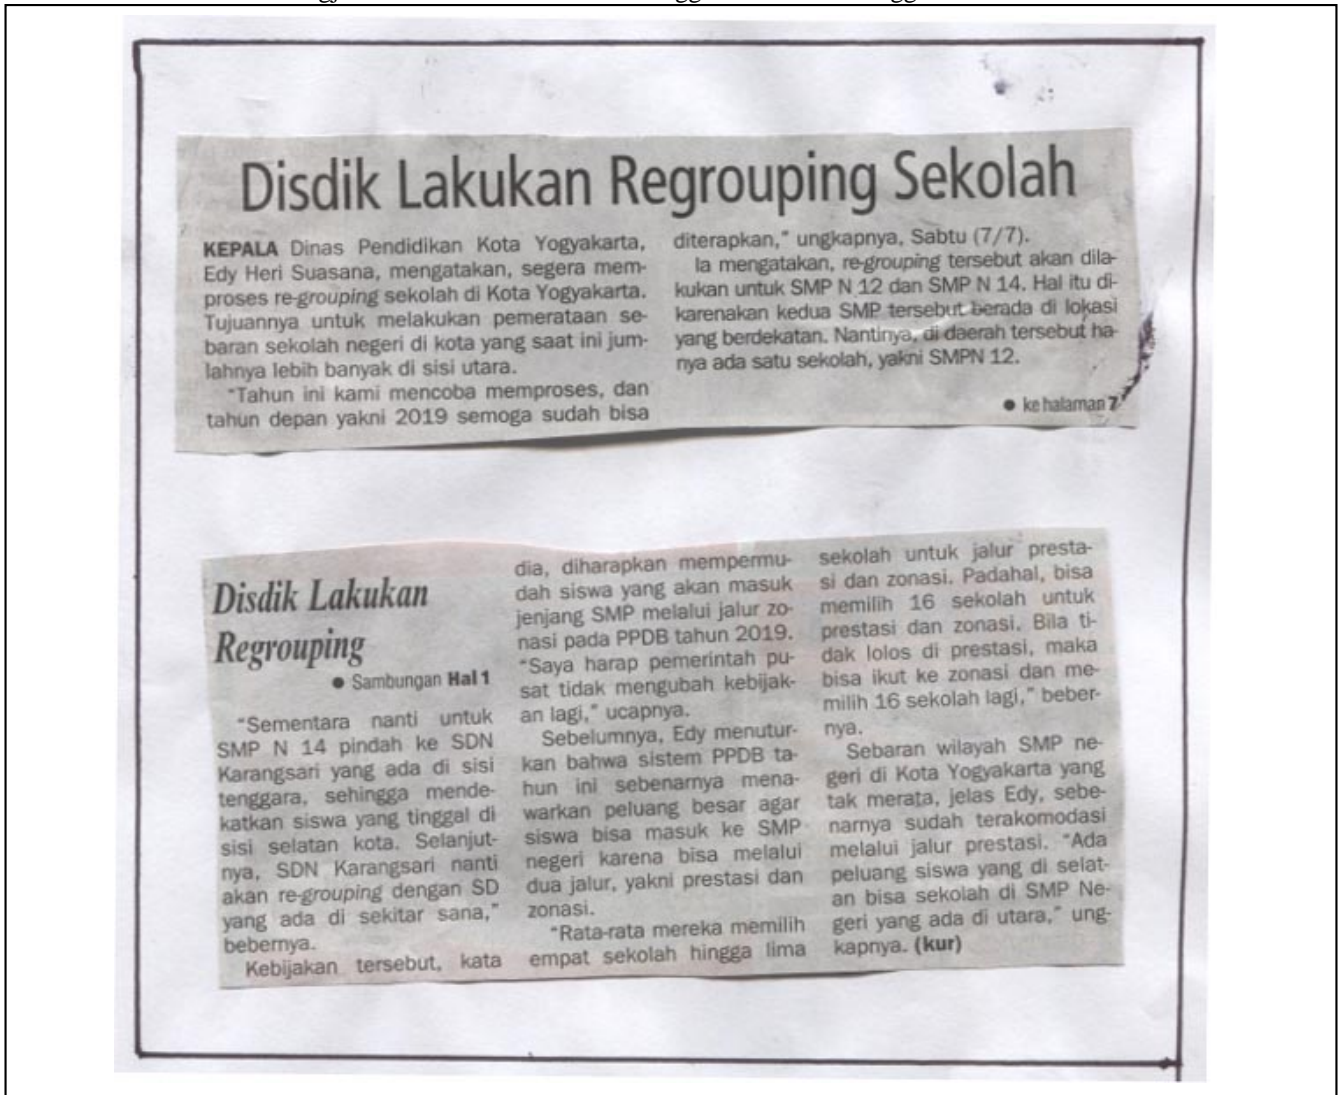 Disdik Lakukan Regrouping Sekolah
KEPALA Dinas Pendidikan Kota Yogyakarta,
Edy Heri Suasana, mengatakan, segera mem-
proses re-grouping sekolah di Kota Yogyakarta.
Tujuannya untuk melakukan pemerataan se-
baran sekolah negeri di kota yang saat ini jum-
lahnya lebih banyak di sisi utara.
"Tahun ini kami mencoba memproses, dan
tahun depan yakni 2019 semoga sudah bisa
diterapkan," ungkapnya, Sabtu (7/7).
Ia mengatakan, re-grouping tersebut akan dila-
kukan untuk SMP N 12 dan SMP N 14. Hal itu di-
karenakan kedua SMP tersebut berada di lokasi
yang berdekatan. Nantinya, di daerah tersebut ha-
nya ada satu sekolah, yakni SMPN 12.
● ke halaman 7
Disdik Lakukan
Regrouping
● Sambungan Hal 1
"Sementara nanti untuk
SMP N 14 pindah ke SDN
Karangsari yang ada di sisi
tenggara, sehingga mende-
katkan siswa yang tinggal di
sisi selatan kota. Selanjut-
nya, SDN Karangsari nanti
akan re-grouping dengan SD
yang ada di sekitar sana,"
bebernya.
Kebijakan tersebut, kata
dia, diharapkan mempermu-
dah siswa yang akan masuk
jenjang SMP melalui jalur zo-
nasi pada PPDB tahun 2019.
"Saya harap pemerintah pu-
sat tidak mengubah kebijak-
an lagi," ucapnya.
Sebelumnya, Edy menutur-
kan bahwa sistem PPDB ta-
hun ini sebenarnya mena-
warkan peluang besar agar
siswa bisa masuk ke SMP
negeri karena bisa melalui
dua jalur, yakni prestasi dan
zonasi.
"Rata-rata mereka memilih
empat sekolah hingga lima
sekolah untuk jalur presta-
si dan zonasi. Padahal, bisa
memilih 16 sekolah untuk
prestasi dan zonasi. Bila ti-
dak lolos di prestasi, maka
bisa ikut ke zonasi dan me-
milih 16 sekolah lagi," beber-
nya.
Sebaran wilayah SMP ne-
geri di Kota Yogyakarta yang
tak merata, jelas Edy, sebe-
narnya sudah terakomodasi
melalui jalur prestasi. "Ada
peluang siswa yang di selat-
an bisa sekolah di SMP Ne-
geri yang ada di utara," ung-
kapnya. (kur)